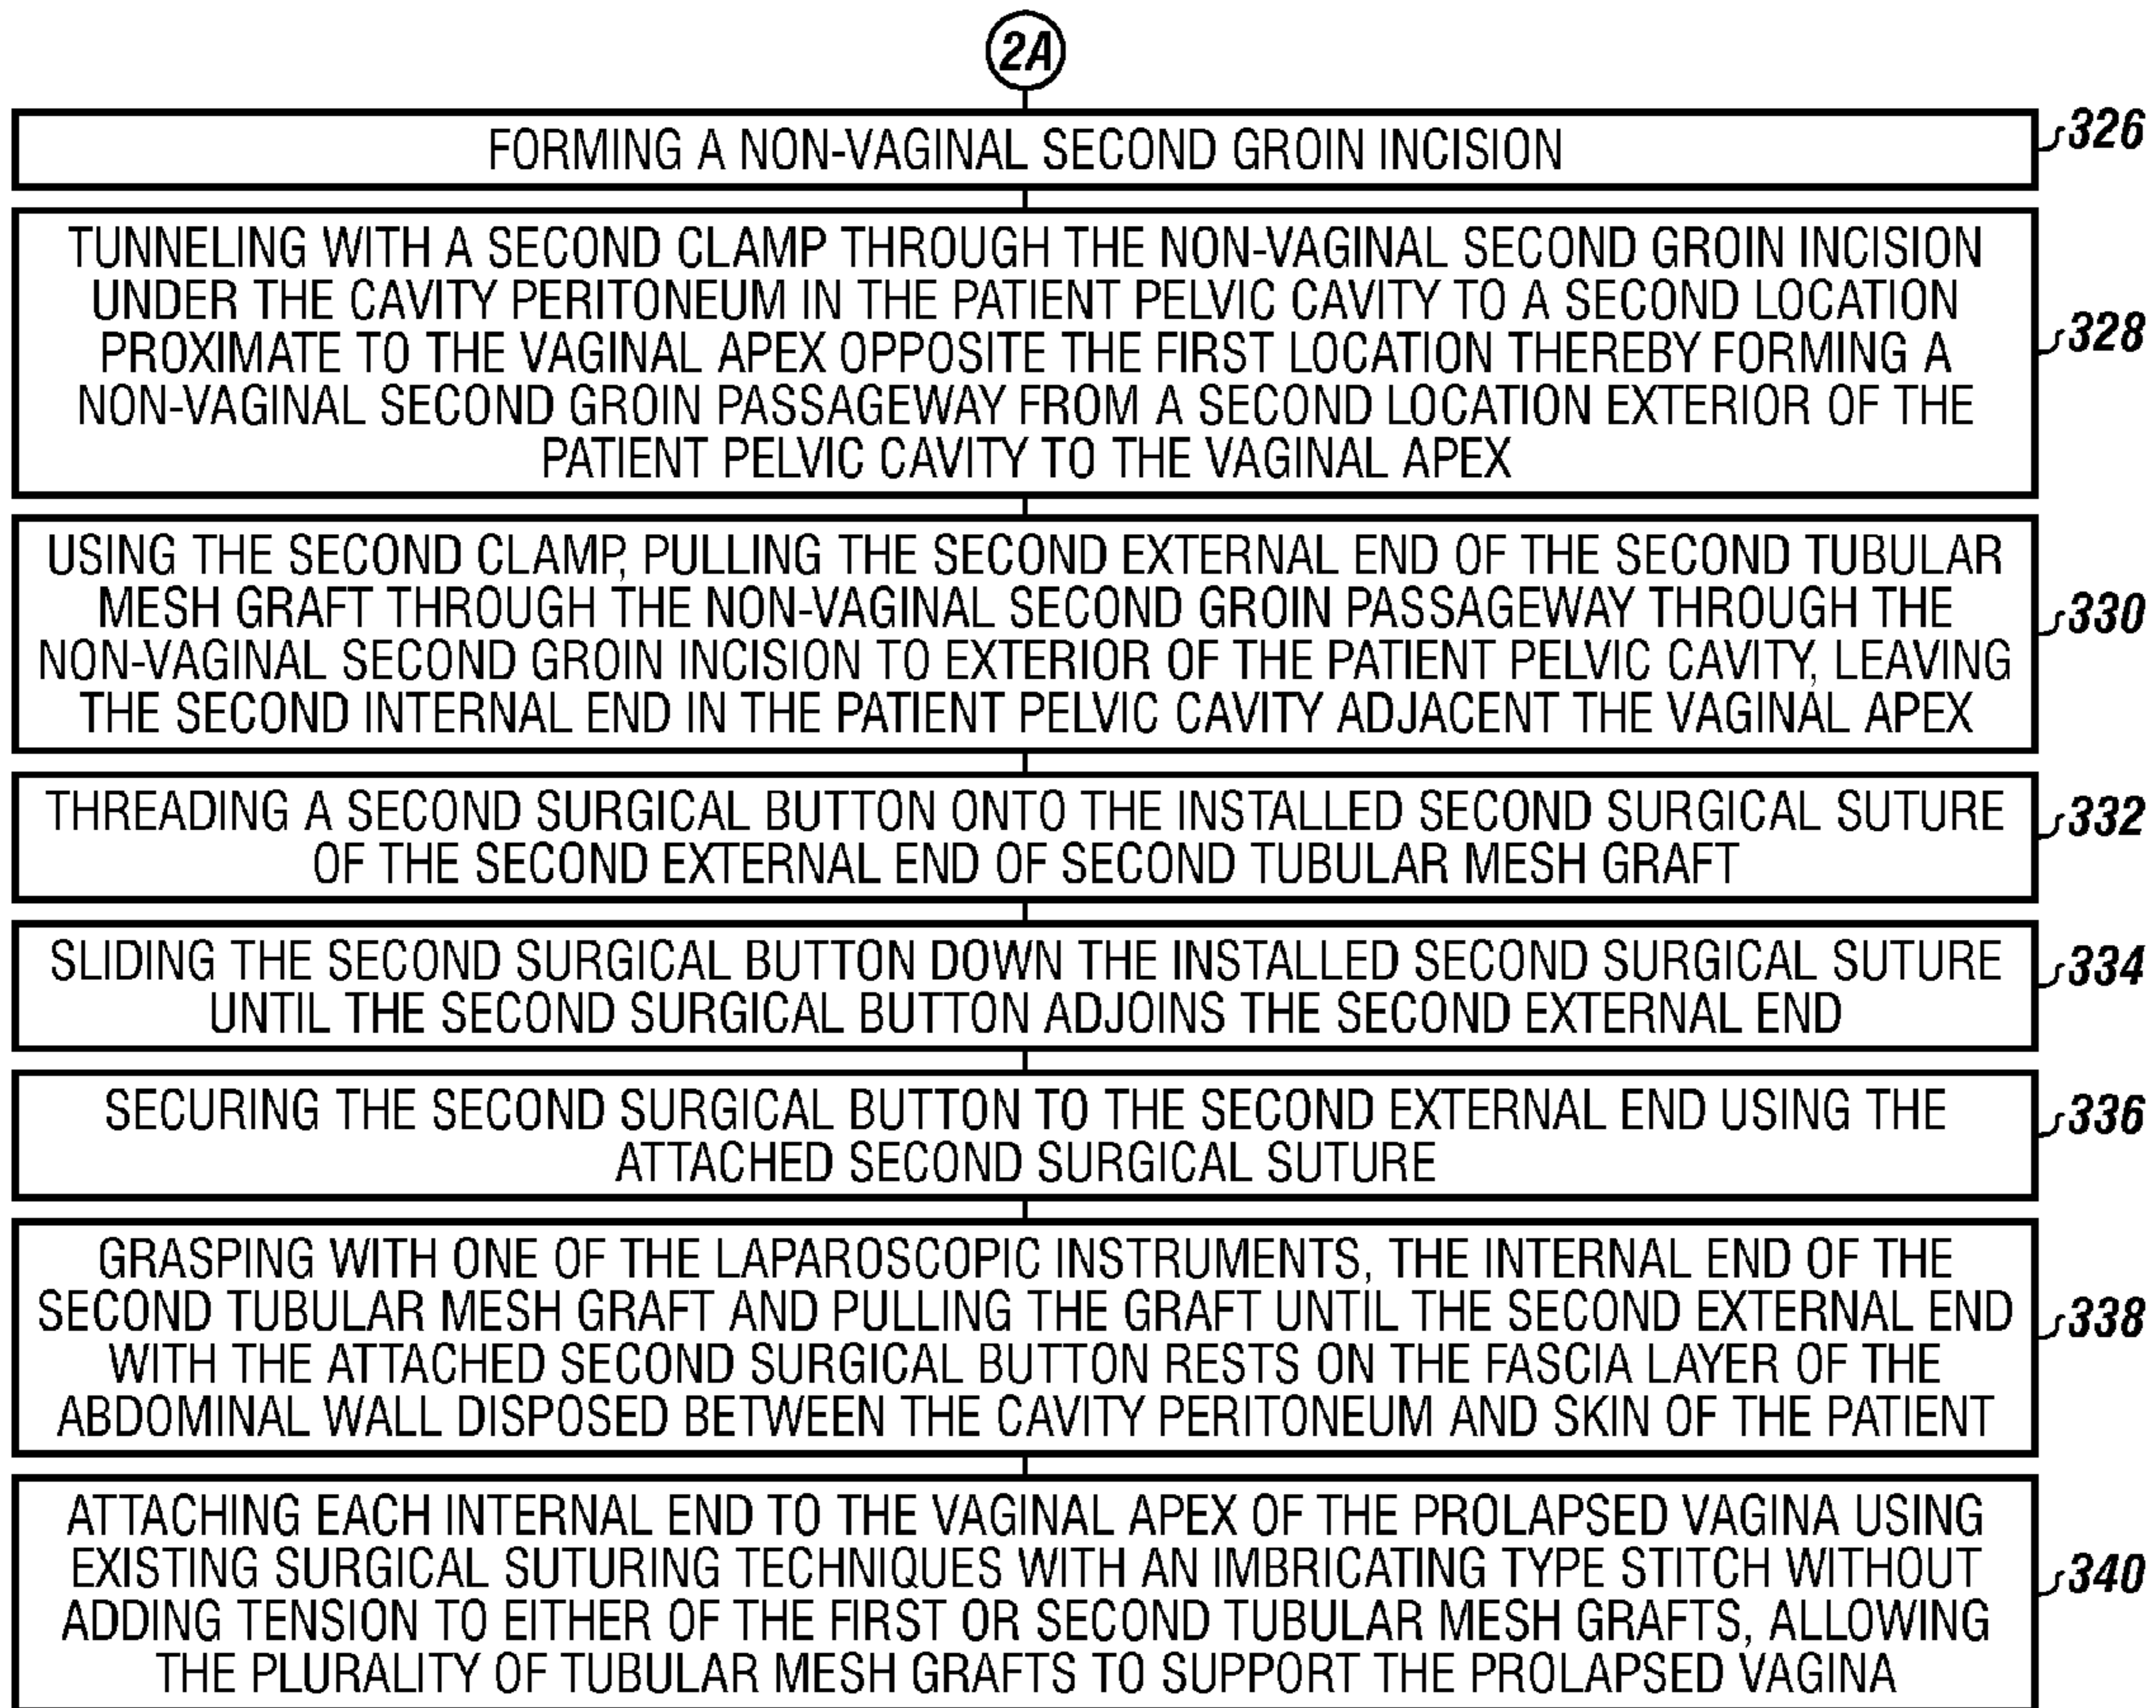 2A
FORMING A NON-VAGINAL SECOND GROIN INCISION
326
TUNNELING WITH A SECOND CLAMP THROUGH THE NON-VAGINAL SECOND GROIN INCISION
UNDER THE CAVITY PERITONEUM IN THE PATIENT PELVIC CAVITY TO A SECOND LOCATION
PROXIMATE TO THE VAGINAL APEX OPPOSITE THE FIRST LOCATION THEREBY FORMING A
NON-VAGINAL SECOND GROIN PASSAGEWAY FROM A SECOND LOCATION EXTERIOR OF THE
PATIENT PELVIC CAVITY TO THE VAGINAL APEX
328
USING THE SECOND CLAMP, PULLING THE SECOND EXTERNAL END OF THE SECOND TUBULAR
MESH GRAFT THROUGH THE NON-VAGINAL SECOND GROIN PASSAGEWAY THROUGH THE
NON-VAGINAL SECOND GROIN INCISION TO EXTERIOR OF THE PATIENT PELVIC CAVITY, LEAVING
THE SECOND INTERNAL END IN THE PATIENT PELVIC CAVITY ADJACENT THE VAGINAL APEX
330
THREADING A SECOND SURGICAL BUTTON ONTO THE INSTALLED SECOND SURGICAL SUTURE
OF THE SECOND EXTERNAL END OF SECOND TUBULAR MESH GRAFT
332
SLIDING THE SECOND SURGICAL BUTTON DOWN THE INSTALLED SECOND SURGICAL SUTURE
UNTIL THE SECOND SURGICAL BUTTON ADJOINS THE SECOND EXTERNAL END
334
SECURING THE SECOND SURGICAL BUTTON TO THE SECOND EXTERNAL END USING THE
ATTACHED SECOND SURGICAL SUTURE
336
GRASPING WITH ONE OF THE LAPAROSCOPIC INSTRUMENTS, THE INTERNAL END OF THE
SECOND TUBULAR MESH GRAFT AND PULLING THE GRAFT UNTIL THE SECOND EXTERNAL END
WITH THE ATTACHED SECOND SURGICAL BUTTON RESTS ON THE FASCIA LAYER OF THE
ABDOMINAL WALL DISPOSED BETWEEN THE CAVITY PERITONEUM AND SKIN OF THE PATIENT
338
ATTACHING EACH INTERNAL END TO THE VAGINAL APEX OF THE PROLAPSED VAGINA USING
EXISTING SURGICAL SUTURING TECHNIQUES WITH AN IMBRICATING TYPE STITCH WITHOUT
ADDING TENSION TO EITHER OF THE FIRST OR SECOND TUBULAR MESH GRAFTS, ALLOWING
THE PLURALITY OF TUBULAR MESH GRAFTS TO SUPPORT THE PROLAPSED VAGINA
340